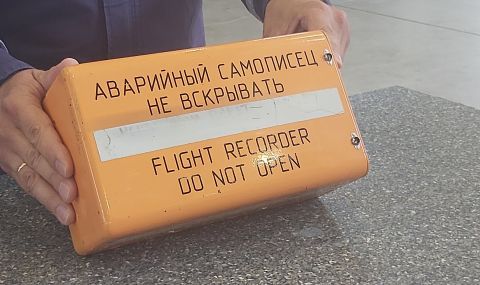 АВАРИЙНЫЙ САМОПИСЕЦ
НЕ ВСКРЫВАТЬ
FLIGHT RECORDER
DO NOT OPEN